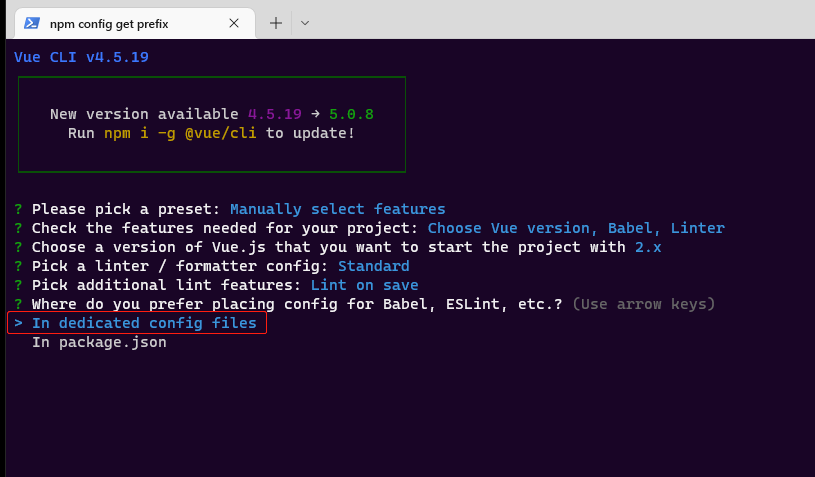 npm config get prefix
Vue CLI v4.5.19
New version available 4.5.19 → 5.0.8
Run npm i -g @vue/cli to update!
? Please pick a preset: Manually select features
? Check the features needed for your project: Choose Vue version, Babel, Linter
? Choose a version of Vue.js that you want to start the project with 2.x
? Pick a linter / formatter config: Standard
? Pick additional lint features: Lint on save
? Where do you prefer placing config for Babel, ESLint, etc.? (Use arrow keys)
> In dedicated config files
In package.json